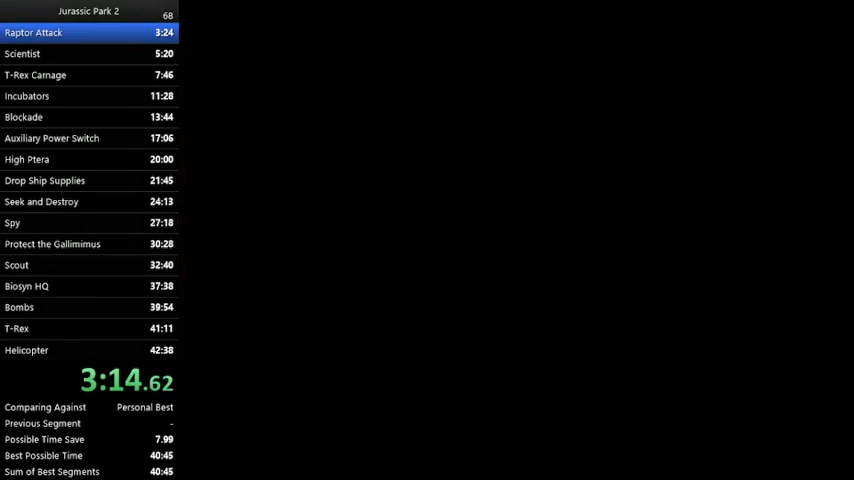 Jurassic Park 2
68
Raptor Attack 3:24
Scientist 5:20
T-Rex Carnage 7:46
Incubators 11:28
Blockade 13:44
Auxiliary Power Switch 17:06
High Ptera 20:00
Drop Ship Supplies 21:45
Seek and Destroy 24:13
Spy 27:18
Protect the Gallimimus 30:28
Scout 32:40
Biosyn HQ 37:38
Bombs 39:54
T-Rex 41:11
Helicopter 42:38
3:14.62
Comparing Against Personal Best
Previous Segment -
Possible Time Save 7.99
Best Possible Time 40:45
Sum of Best Segments 40:45